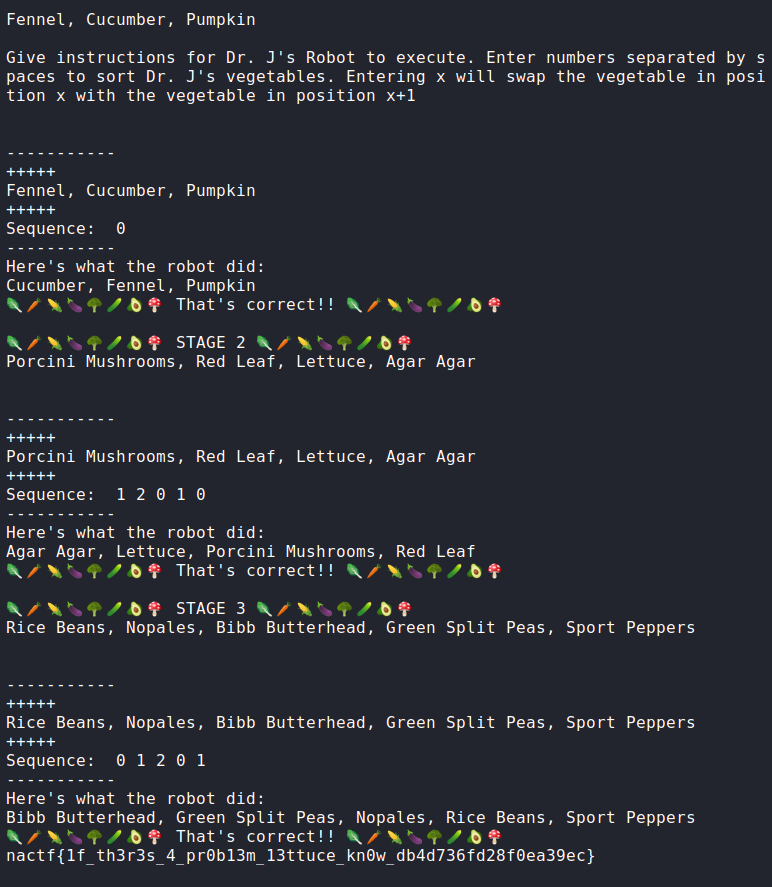 Fennel, Cucumber, Pumpkin
Give instructions for Dr. J's Robot to execute. Enter numbers separated by s
paces to sort Dr. J's vegetables. Entering x will swap the vegetable in posi
tion x with the vegetable in position x+1
-----------
+++++
Fennel, Cucumber, Pumpkin
+++++
Sequence:  0
-----------
Here's what the robot did:
Cucumber, Fennel, Pumpkin
🥬🥕🌽🍆🥦🥒🥑🍄 That's correct!! 🥬🥕🌽🍆🥦🥒🥑🍄
🥬🥕🌽🍆🥦🥒🥑🍄 STAGE 2 🥬🥕🌽🍆🥦🥒🥑🍄
Porcini Mushrooms, Red Leaf, Lettuce, Agar Agar
-----------
+++++
Porcini Mushrooms, Red Leaf, Lettuce, Agar Agar
+++++
Sequence:  1 2 0 1 0
-----------
Here's what the robot did:
Agar Agar, Lettuce, Porcini Mushrooms, Red Leaf
🥬🥕🌽🍆🥦🥒🥑🍄 That's correct!! 🥬🥕🌽🍆🥦🥒🥑🍄
🥬🥕🌽🍆🥦🥒🥑🍄 STAGE 3 🥬🥕🌽🍆🥦🥒🥑🍄
Rice Beans, Nopales, Bibb Butterhead, Green Split Peas, Sport Peppers
-----------
+++++
Rice Beans, Nopales, Bibb Butterhead, Green Split Peas, Sport Peppers
+++++
Sequence:  0 1 2 0 1
-----------
Here's what the robot did:
Bibb Butterhead, Green Split Peas, Nopales, Rice Beans, Sport Peppers
🥬🥕🌽🍆🥦🥒🥑🍄 That's correct!! 🥬🥕🌽🍆🥦🥒🥑🍄
nactf{1f_th3r3s_4_pr0b13m_13ttuce_kn0w_db4d736fd28f0ea39ec}